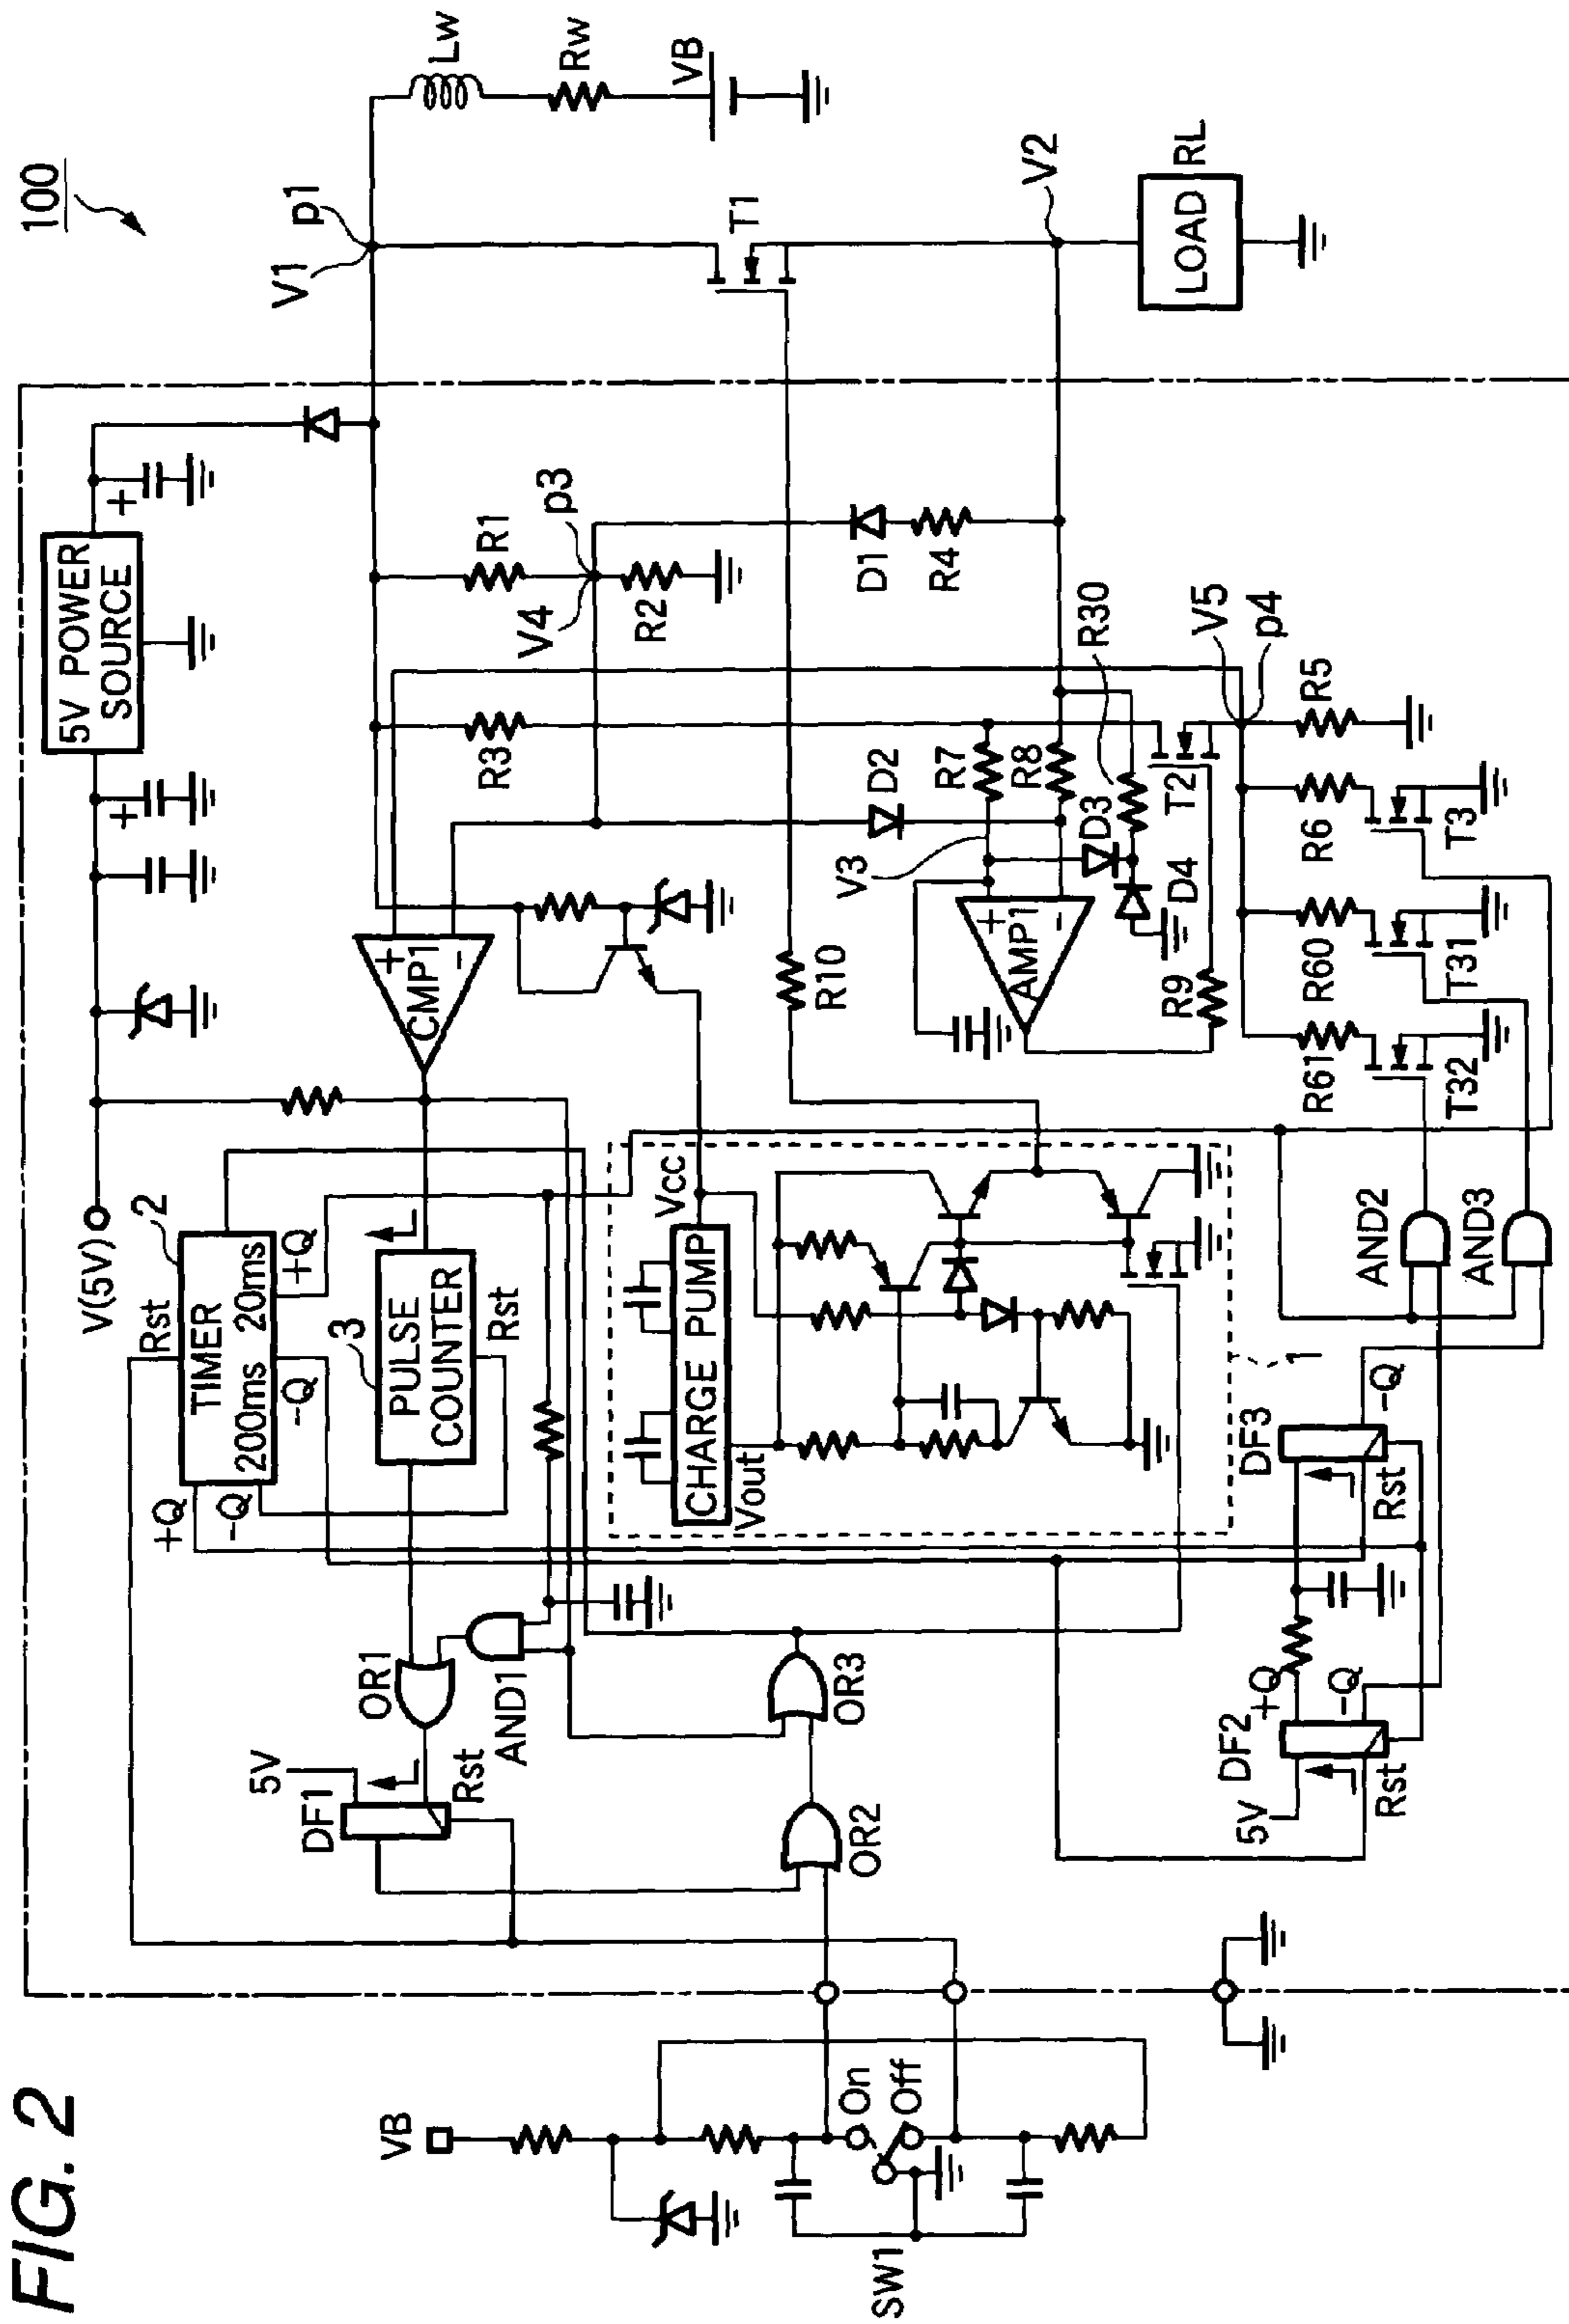 FIG. 2
100
V1
p1
Lw
Rw
VB
T1
V2
LOAD
RL
5V POWER
SOURCE
+
+
R1
p3
V4
R2
D1
R4
R3
R30
V5
p4
R5
D2
R7
R8
D3
T2
V3
D4
R6
T3
+
-
CMP1
+
-
AMP1
R10
R9
R60
T31
R61
T32
V(5V)
2
Rst
TIMER
200ms 20ms
+Q
-Q
+Q
-Q
3
PULSE
COUNTER
Rst
Vcc
CHARGE PUMP
Vout
1
AND2
AND3
DF3
-Q
Rst
OR1
AND1
5V
DF1
Rst
OR3
OR2
+Q
-Q
DF2
5V
Rst
VB
On
Off
SW1